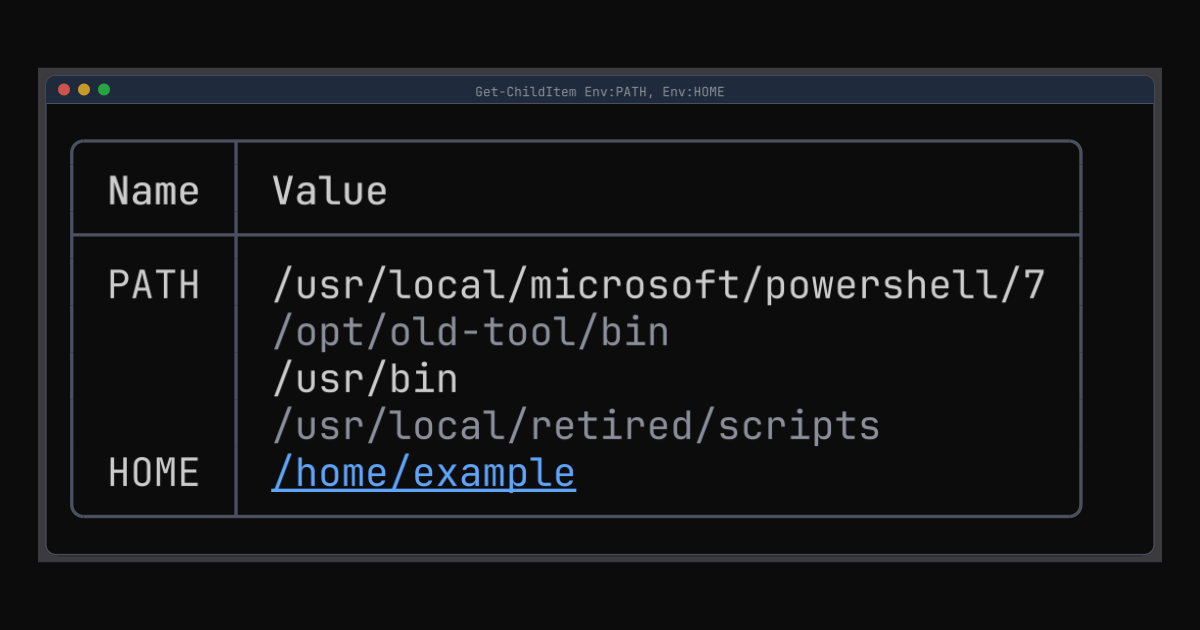 Get-ChildItem Env:PATH, Env:HOME
Name Value
PATH /usr/local/microsoft/powershell/7
/opt/old-tool/bin
/usr/bin
/usr/local/retired/scripts
HOME /home/example